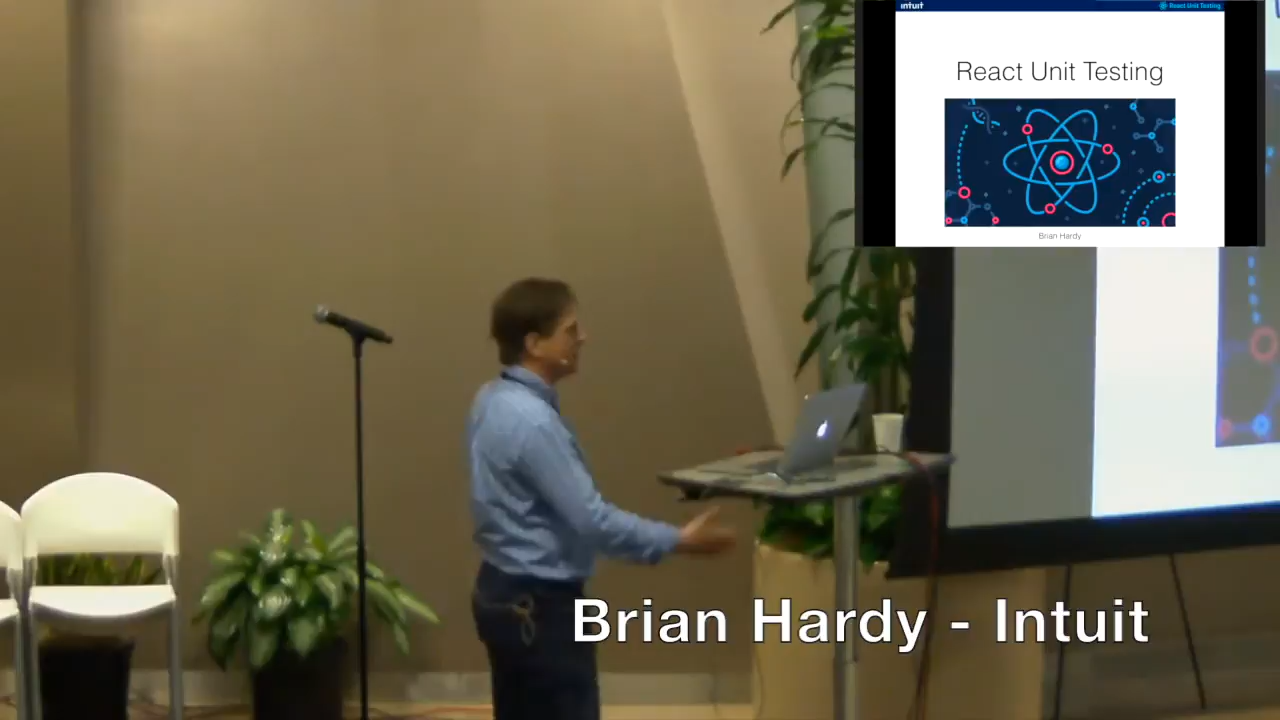 intuit
React Unit Testing
React Unit Testing
Brian Hardy
Brian Hardy - Intuit